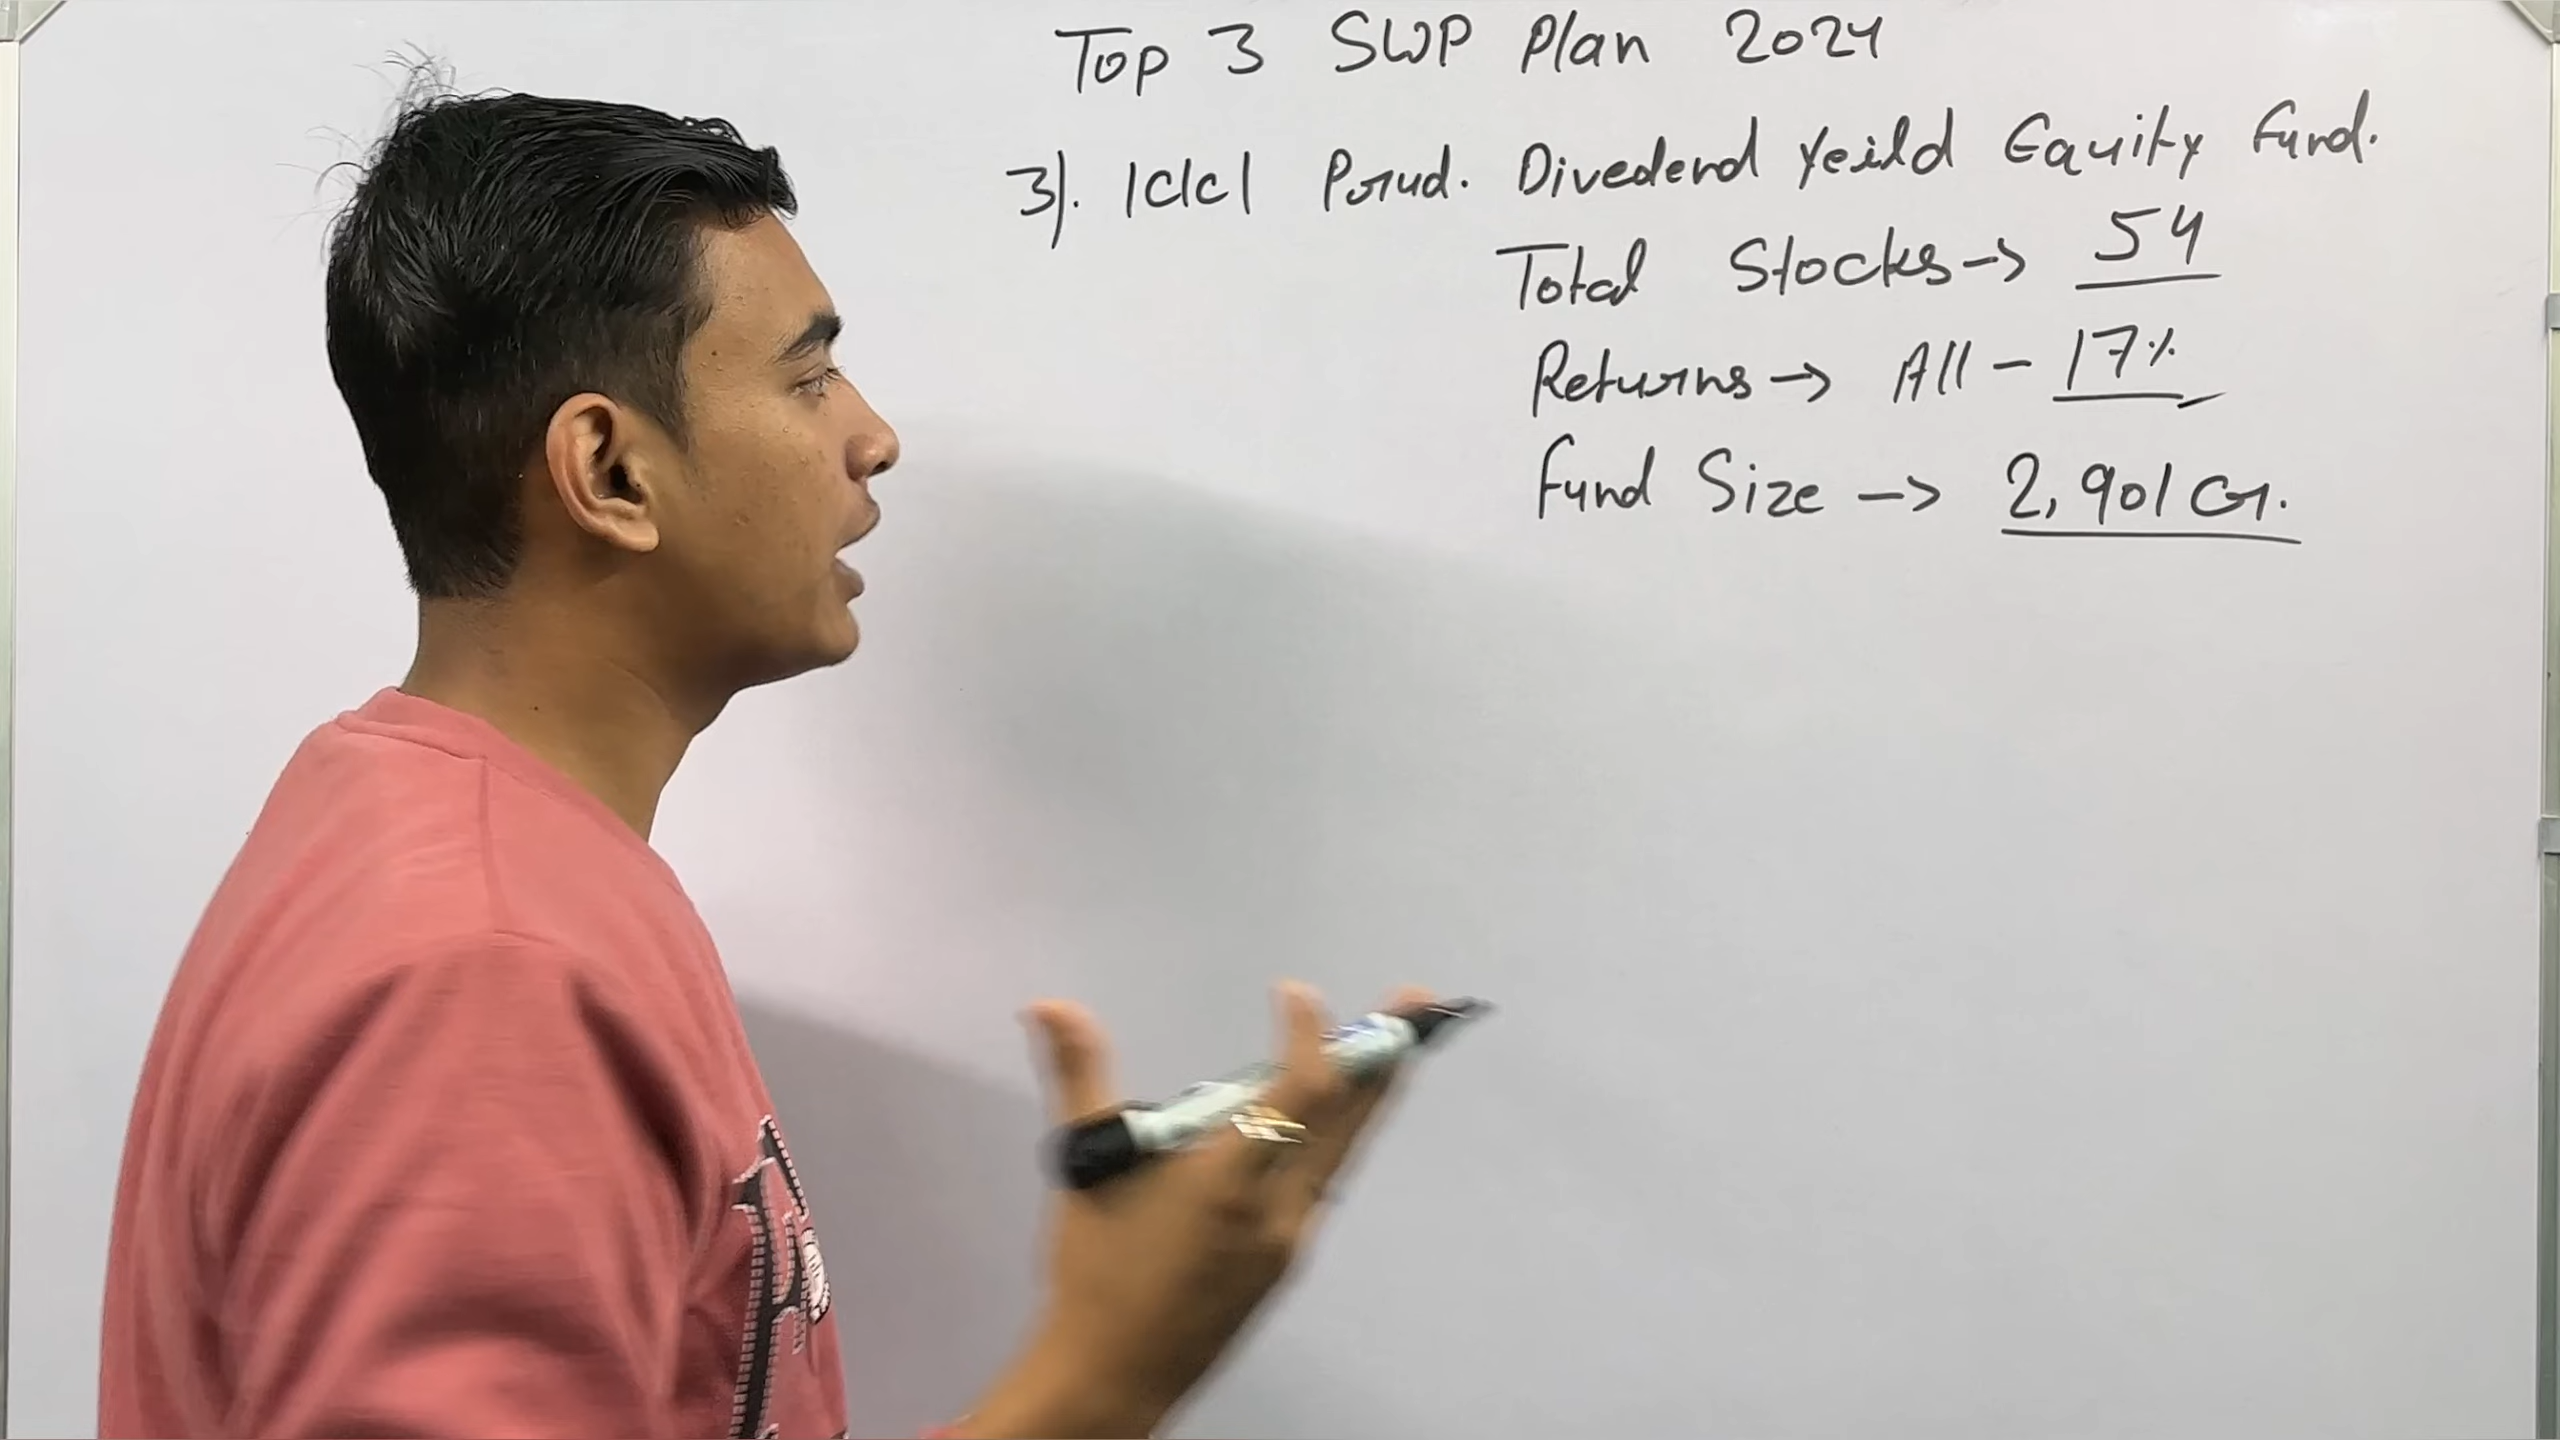 Top 3 SWP Plan 2024
3). ICICI Prud. Divedend Yeild Equity Fund.
Total Stocks -> 54
Returns -> All - 17%
Fund Size -> 2,901 Cr.